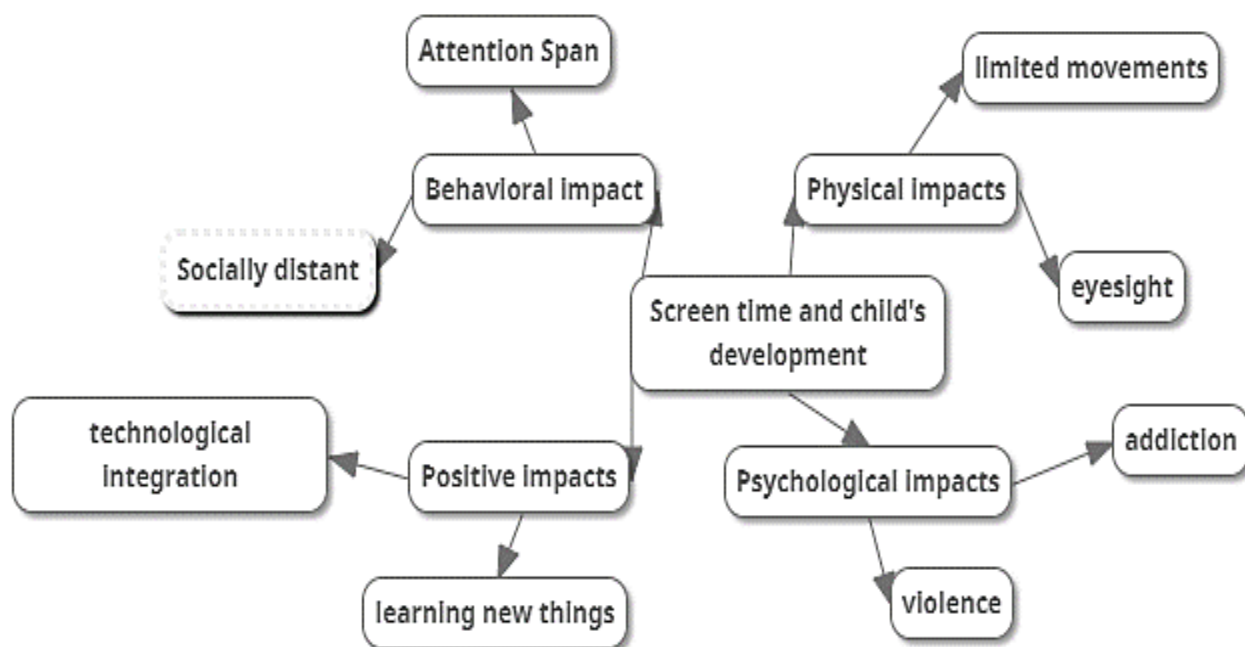 Attention Span
limited movements
Behavioral impact
Physical impacts
Socially distant
eyesight
Screen time and child's
development
technological
integration
Positive impacts
Psychological impacts
addiction
learning new things
violence